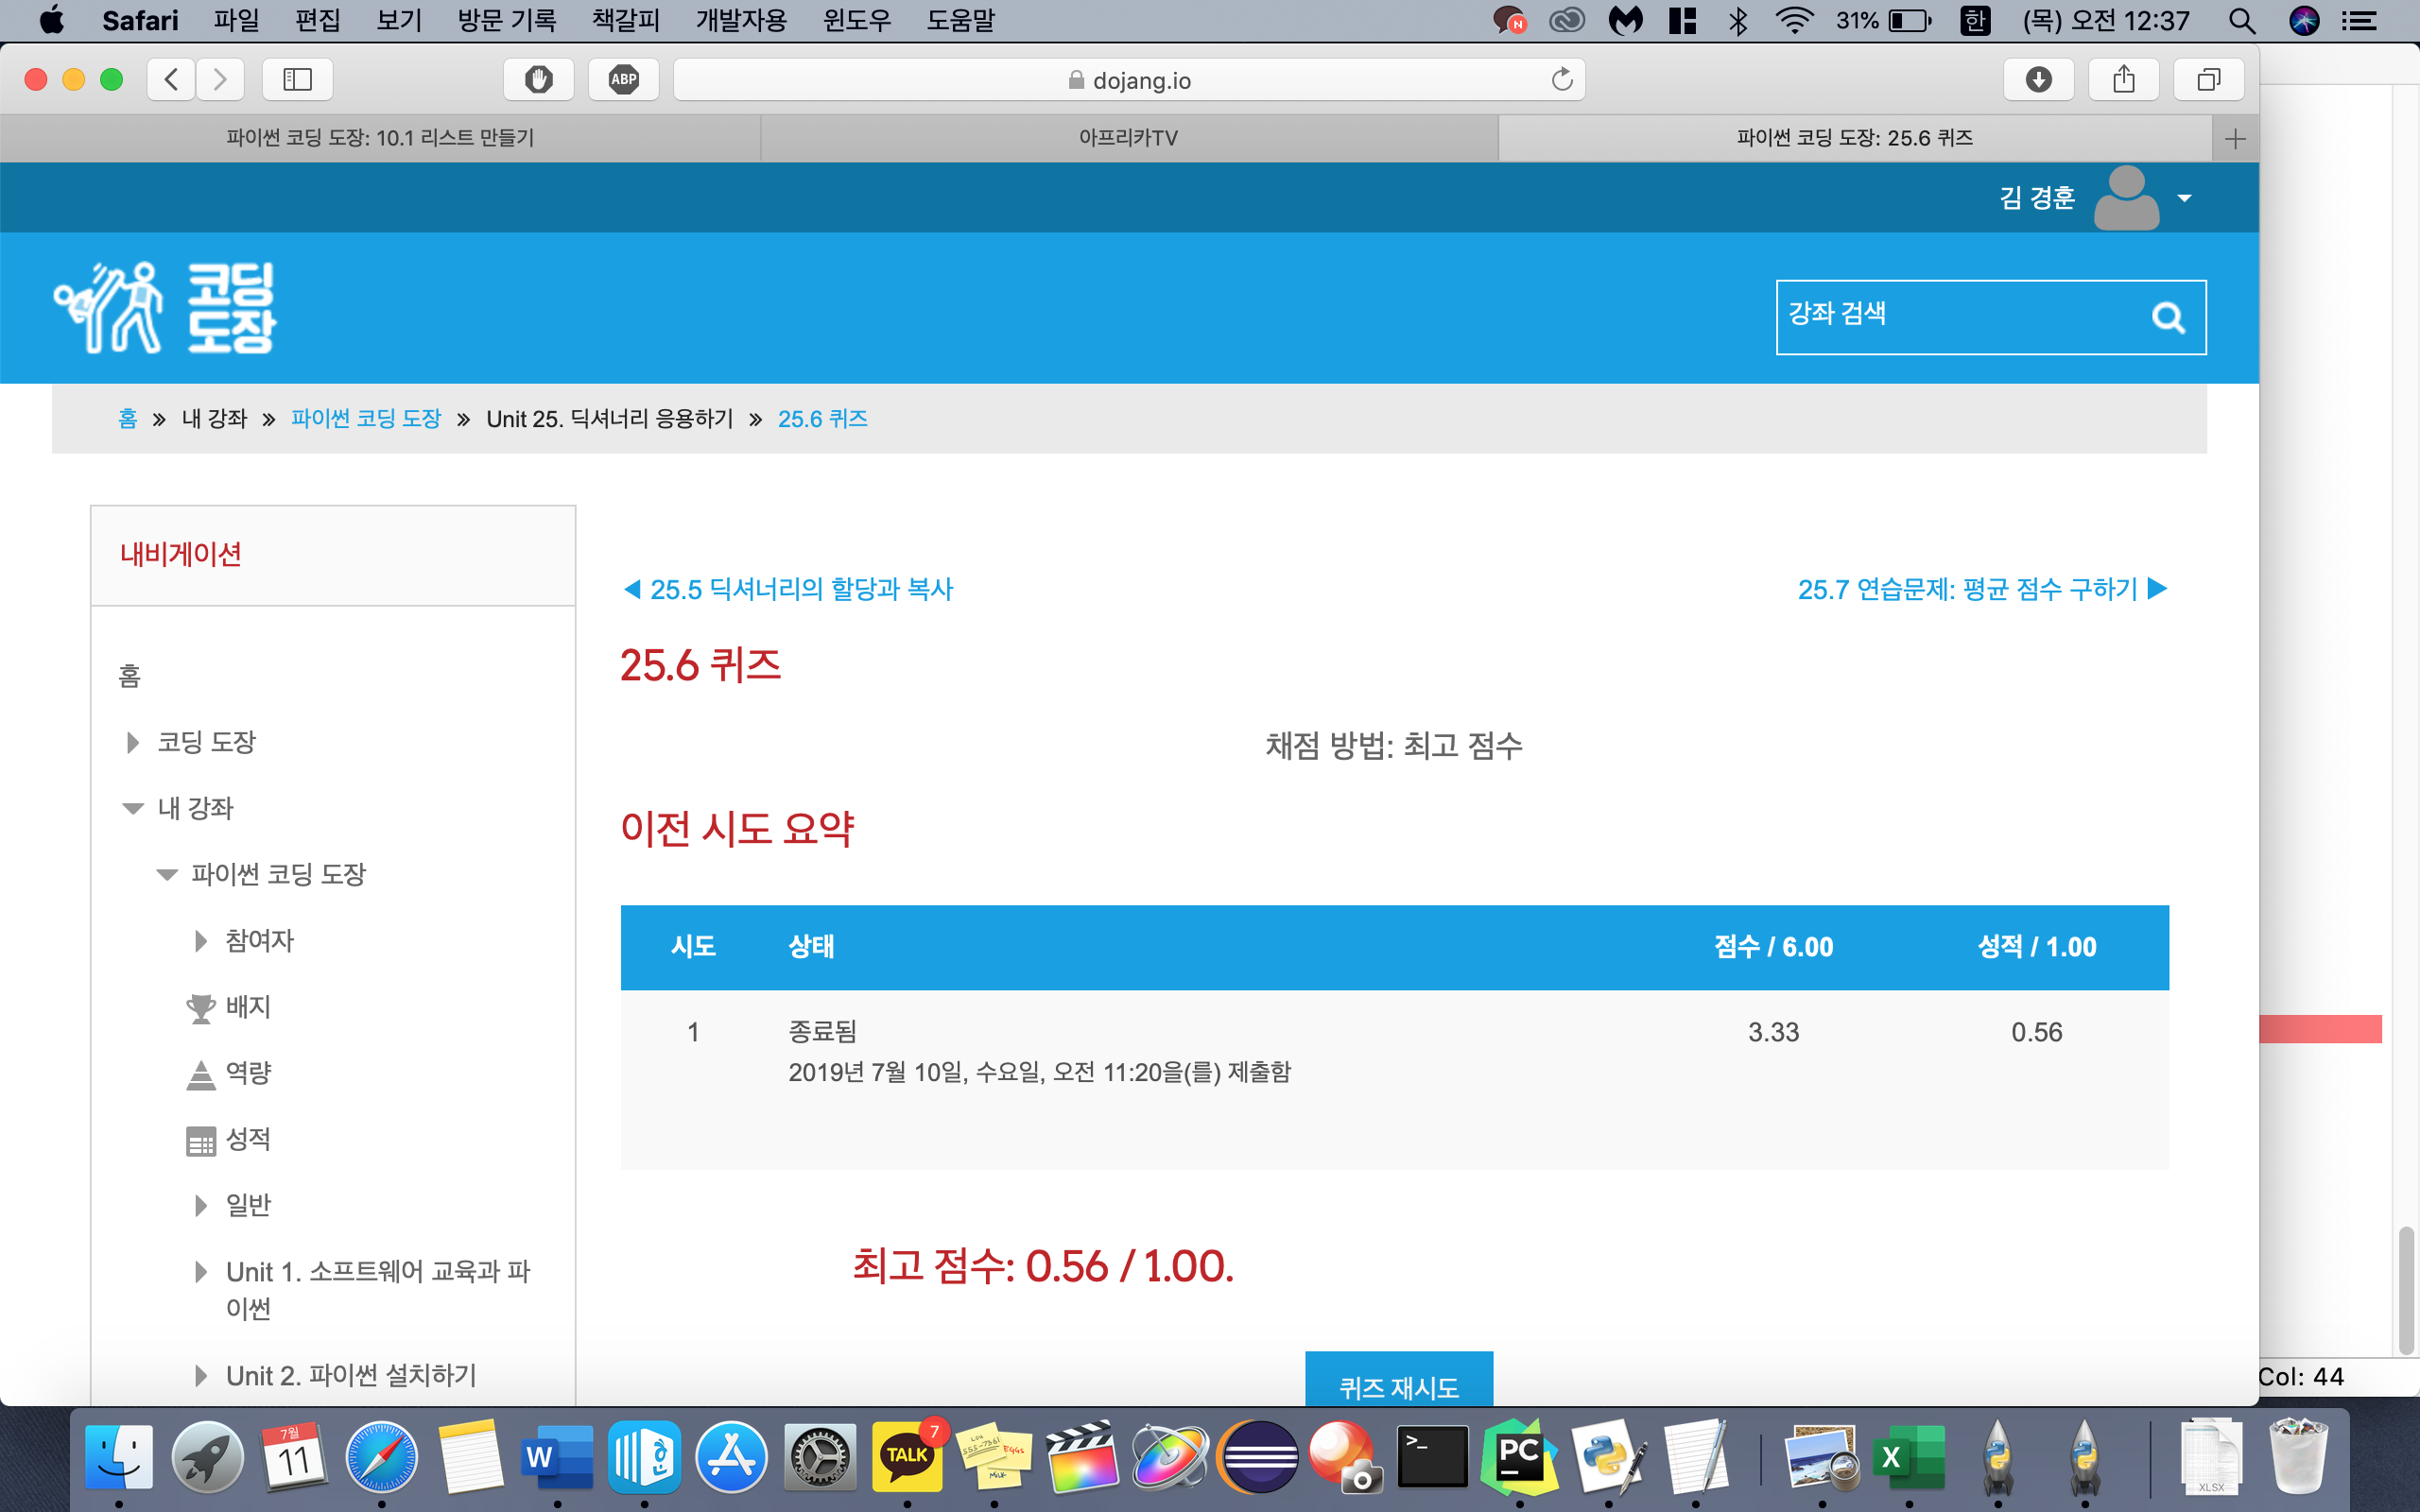 Safari 파일 편집 보기 방문 기록 책갈피 개발자용 윈도우 도움말 N 31% 한 (목) 오전 12:37
ABP dojang.io
파이썬 코딩 도장: 10.1 리스트 만들기 아프리카TV 파이썬 코딩 도장: 25.6 퀴즈
김 경훈
코딩
도장
강좌 검색
홈 » 내 강좌 » 파이썬 코딩 도장 » Unit 25. 딕셔너리 응용하기 » 25.6 퀴즈
내비게이션
홈
코딩 도장
내 강좌
파이썬 코딩 도장
참여자
배지
역량
성적
일반
Unit 1. 소프트웨어 교육과 파
이썬
Unit 2. 파이썬 설치하기
◀ 25.5 딕셔너리의 할당과 복사
25.7 연습문제: 평균 점수 구하기 ▶
25.6 퀴즈
채점 방법: 최고 점수
이전 시도 요약
시도 상태 점수 / 6.00 성적 / 1.00
1 종료됨 3.33 0.56
2019년 7월 10일, 수요일, 오전 11:20을(를) 제출함
최고 점수: 0.56 / 1.00.
퀴즈 재시도
Col: 44
7월
11
W
TALK
7
EGGS
MILK
>_
PC
X
XLSX